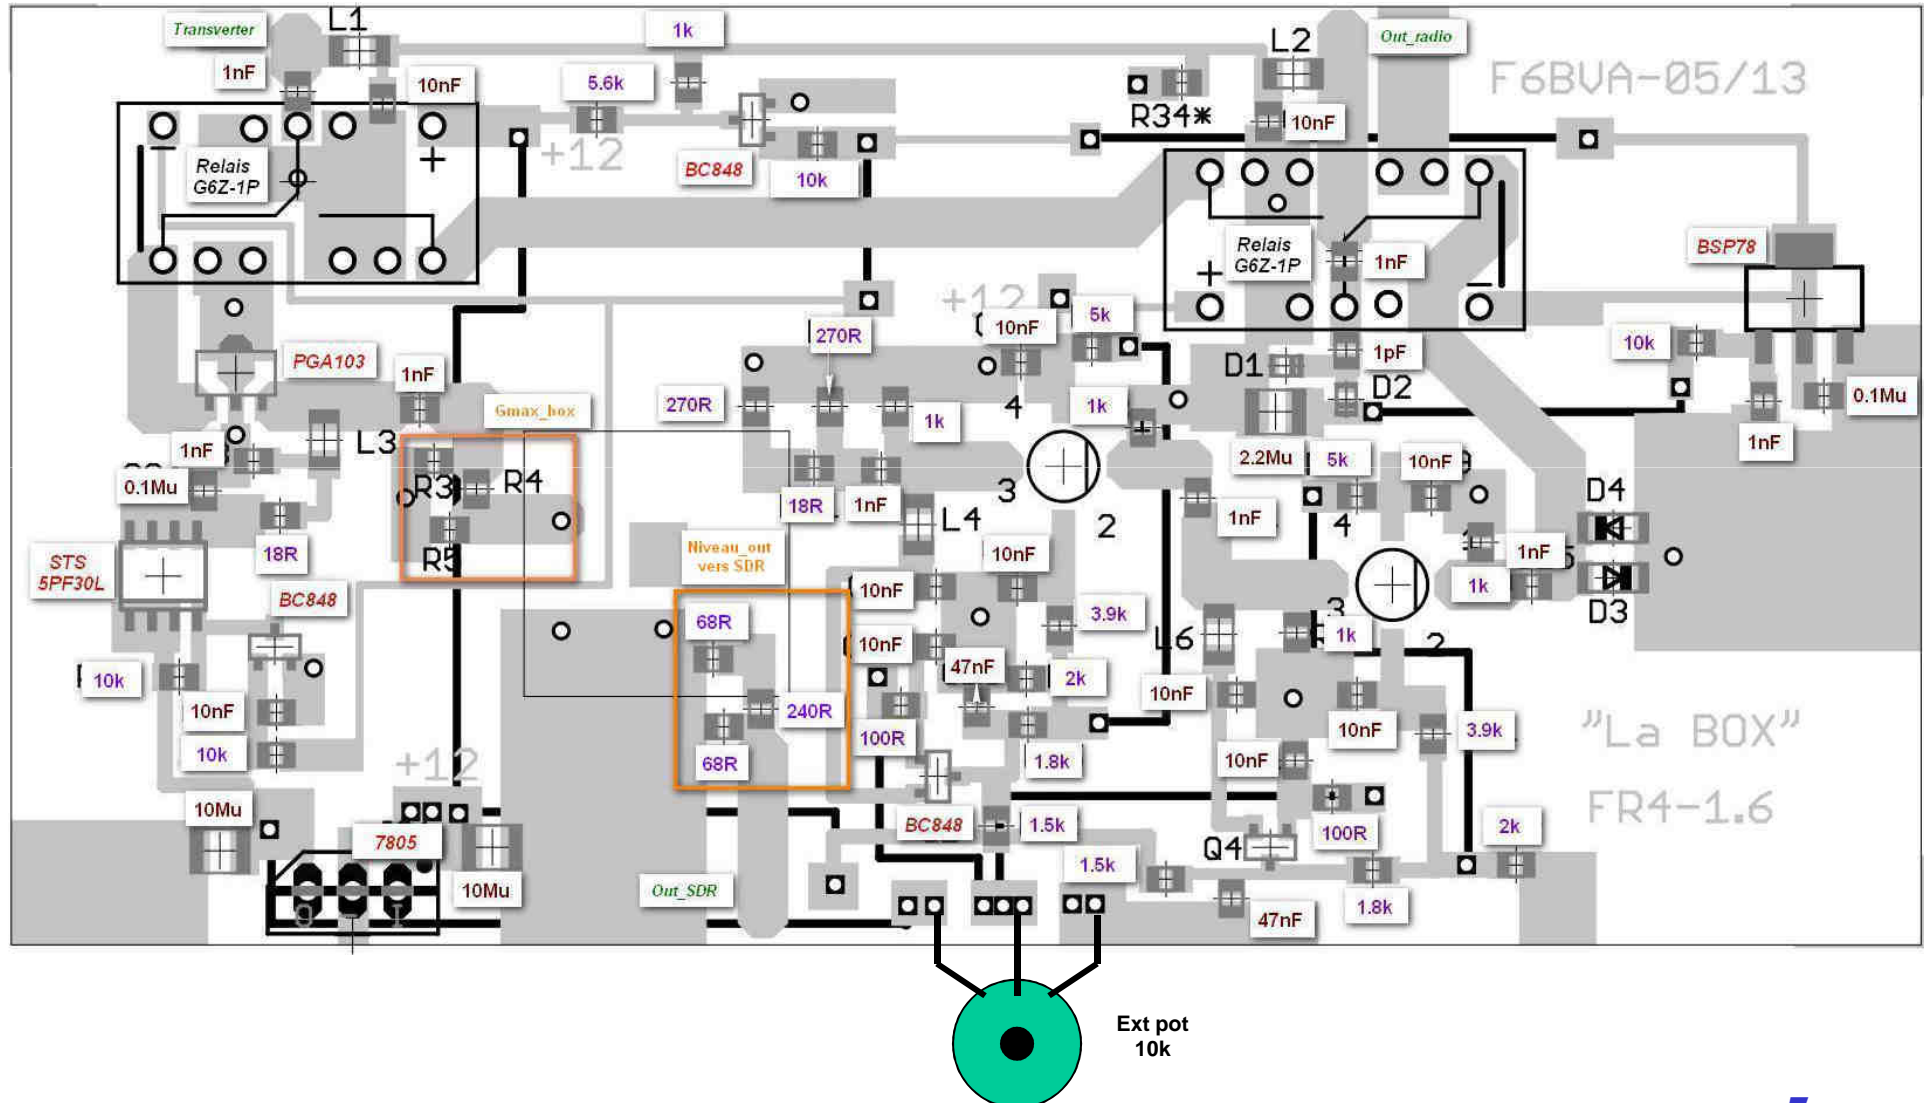 Transverter
L1
1k
L2
Out_radio
1nF
10nF
5.6k
F6BVA-05/13
R34*
10nF
+12
BC848
10k
Relais
G6Z-1P
+
Relais
G6Z-1P
+
1nF
BSP78
+12
10nF
5k
270R
PGA103
1nF
D1
1pF
10k
D2
270R
Gmax_box
1k
4
1k
0.1Mu
1nF
L3
1nF
2.2Mu
5k
10nF
0.1Mu
R3
R4
3
18R
1nF
L4
2
1nF
4
D4
18R
R5
Niveau_out
vers SDR
10nF
1nF
STS
5PF30L
BC848
10nF
1k
D3
68R
3.9k
3
10nF
L6
1k
2
47nF
10k
2k
10nF
10nF
240R
10nF
3.9k
"La BOX"
10k
68R
100R
1.8k
10nF
+12
10Mu
FR4-1.6
7805
BC848
1.5k
100R
2k
Q4
1.5k
10Mu
Out_SDR
1.8k
47nF
O - I
Ext pot
10k